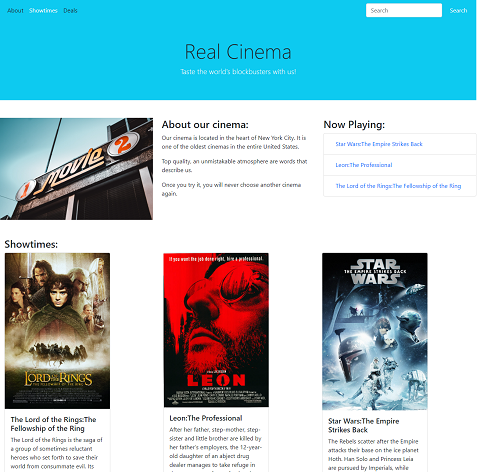 About Showtimes Deals Search Search
Real Cinema
Taste the world's blockbusters with us!
1 movie 2
About our cinema:
Our cinema is located in the heart of New York City. It is
one of the oldest cinemas in the entire United States.
Top quality, an unmistakable atmosphere are words that
describe us.
Once you try it, you will never choose another cinema
again.
Now Playing:
Star Wars:The Empire Strikes Back
Leon:The Professional
The Lord of the Rings:The Fellowship of the Ring
Showtimes:
THE
LORD OF THE RINGS
THE FELLOWSHIP OF THE RING
The Lord of the Rings:The
Fellowship of the Ring
The Lord of the Rings is the saga
of a group of sometimes reluctant
heroes who set forth to save their
world from consummate evil. Its
If you want the job done right, hire a professional.
LEON
Leon:The Professional
After her father, step-mother, step-
sister and little brother are killed by
her father's employers, the 12-year-
old daughter of an abject drug
dealer manages to take refuge in
STAR
THE EMPIRE STRIKES BACK
WARS
Star Wars:The Empire
Strikes Back
The Rebels scatter after the Empire
attacks their base on the ice planet
Hoth. Han Solo and Princess Leia
are pursued by Imperials, while